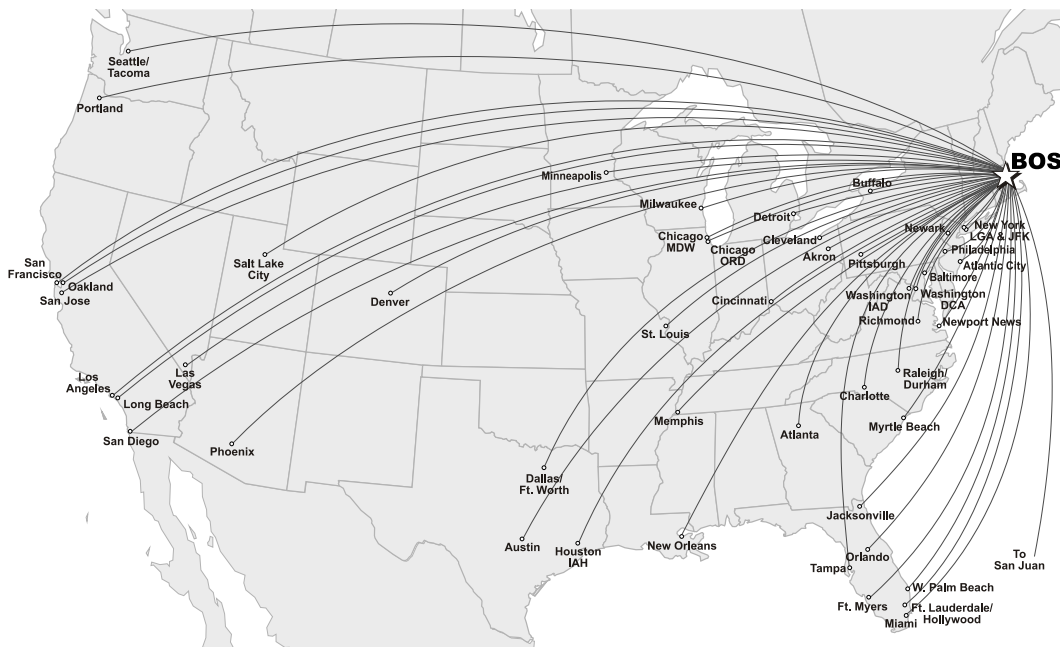 BOS
Seattle/
Tacoma
Portland
Minneapolis
Buffalo
Milwaukee
Detroit
Newark
New York
LGA & JFK
Chicago
MDW
Chicago
ORD
Cleveland
Akron
Pittsburgh
Philadelphia
Atlantic City
Baltimore
San
Francisco
Oakland
San Jose
Salt Lake
City
Denver
Cincinnati
Washington
IAD
Washington
DCA
Richmond
Newport News
St. Louis
Los
Angeles
Las
Vegas
Long Beach
San Diego
Phoenix
Raleigh/
Durham
Charlotte
Myrtle Beach
Memphis
Atlanta
Dallas/
Ft. Worth
Austin
Houston
IAH
New Orleans
Jacksonville
Orlando
Tampa
To
San Juan
W. Palm Beach
Ft. Myers
Ft. Lauderdale/
Hollywood
Miami